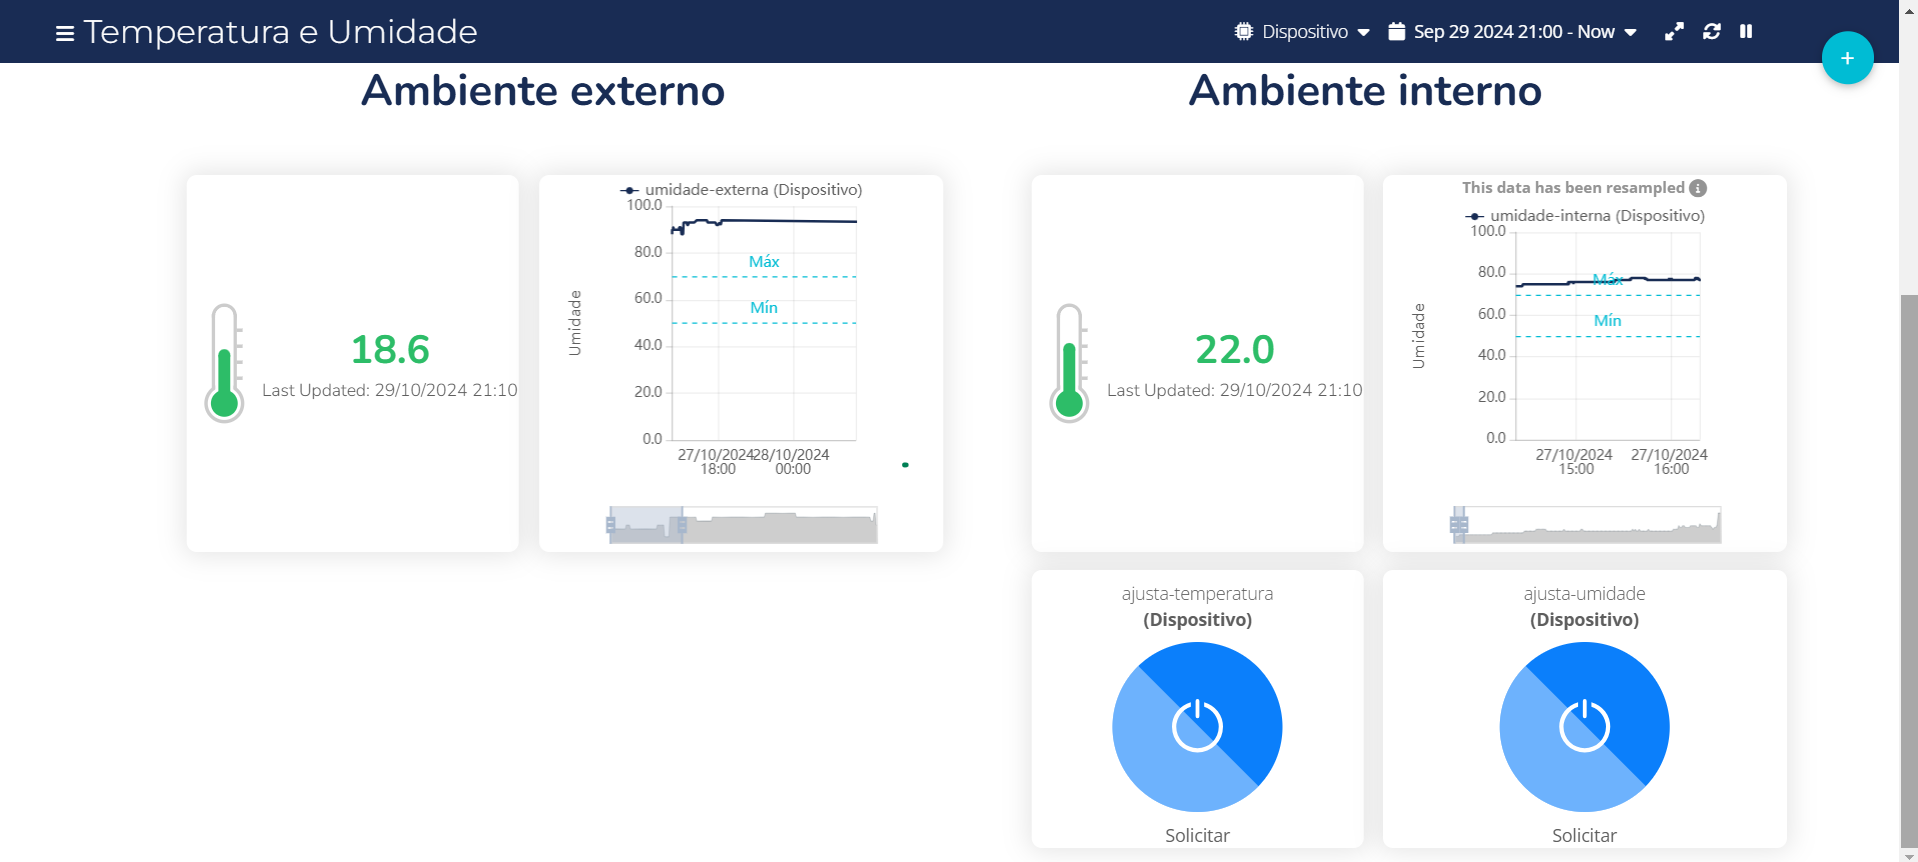 Temperatura e Umidade
Dispositivo
Sep 29 2024 21:00 - Now
+
Ambiente externo
Ambiente interno
18.6
Last Updated: 29/10/2024 21:10
umidade-externa (Dispositivo)
100.0
80.0
60.0
40.0
20.0
0.0
Umidade
Máx
Mín
27/10/2024 18:00
28/10/2024 00:00
22.0
Last Updated: 29/10/2024 21:10
This data has been resampled i
umidade-interna (Dispositivo)
100.0
80.0
60.0
40.0
20.0
0.0
Umidade
Máx
Mín
27/10/2024 15:00
27/10/2024 16:00
ajusta-temperatura
(Dispositivo)
Solicitar
ajusta-umidade
(Dispositivo)
Solicitar